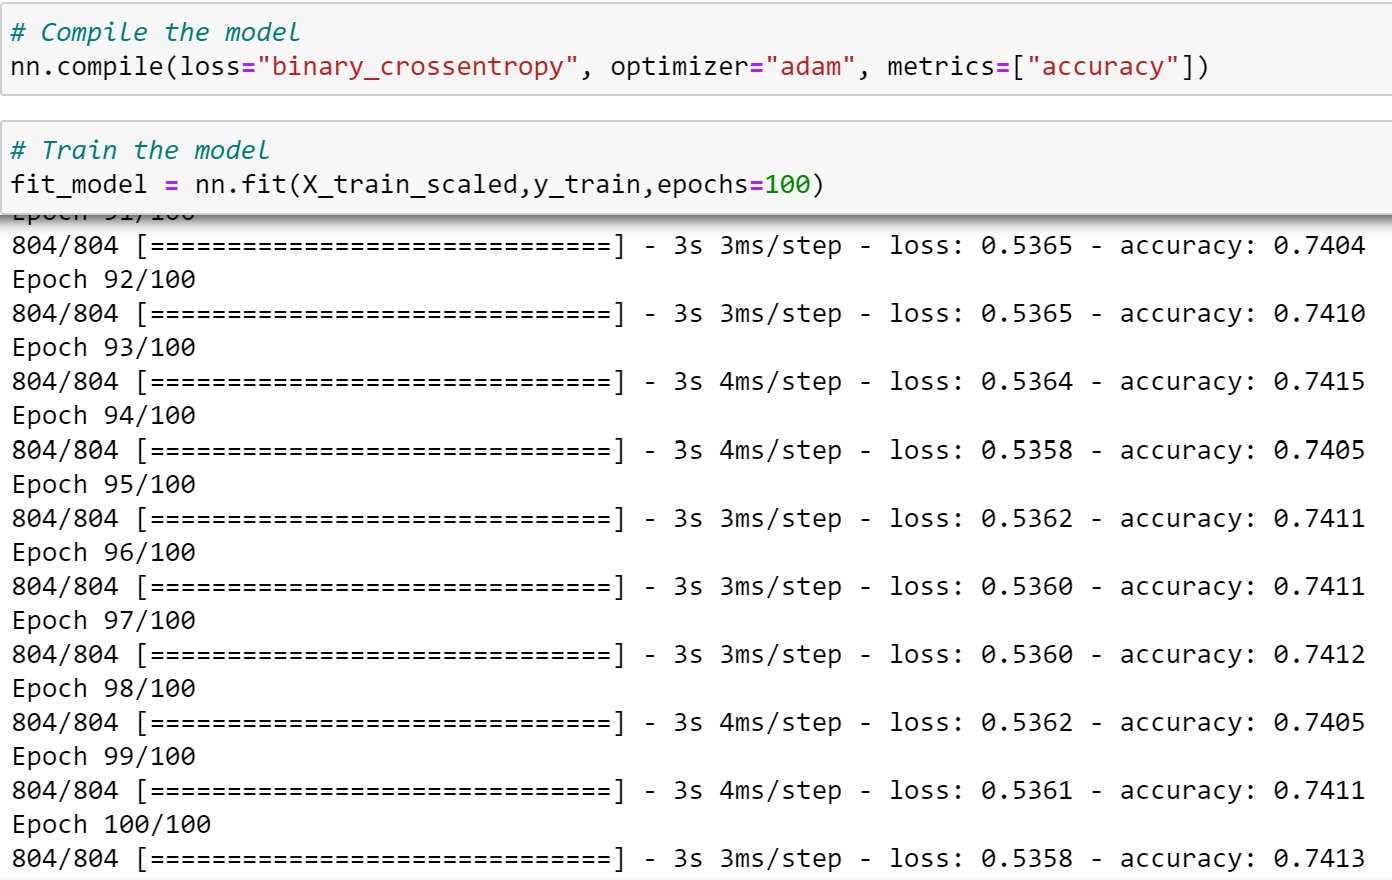 # Compile the model
nn.compile(loss="binary_crossentropy", optimizer="adam", metrics=["accuracy"])
# Train the model
fit_model = nn.fit(X_train_scaled,y_train,epochs=100)
Epoch 91/100
804/804 [==============================] - 3s 3ms/step - loss: 0.5365 - accuracy: 0.7404
Epoch 92/100
804/804 [==============================] - 3s 3ms/step - loss: 0.5365 - accuracy: 0.7410
Epoch 93/100
804/804 [==============================] - 3s 4ms/step - loss: 0.5364 - accuracy: 0.7415
Epoch 94/100
804/804 [==============================] - 3s 4ms/step - loss: 0.5358 - accuracy: 0.7405
Epoch 95/100
804/804 [==============================] - 3s 3ms/step - loss: 0.5362 - accuracy: 0.7411
Epoch 96/100
804/804 [==============================] - 3s 3ms/step - loss: 0.5360 - accuracy: 0.7411
Epoch 97/100
804/804 [==============================] - 3s 3ms/step - loss: 0.5360 - accuracy: 0.7412
Epoch 98/100
804/804 [==============================] - 3s 4ms/step - loss: 0.5362 - accuracy: 0.7405
Epoch 99/100
804/804 [==============================] - 3s 4ms/step - loss: 0.5361 - accuracy: 0.7411
Epoch 100/100
804/804 [==============================] - 3s 3ms/step - loss: 0.5358 - accuracy: 0.7413